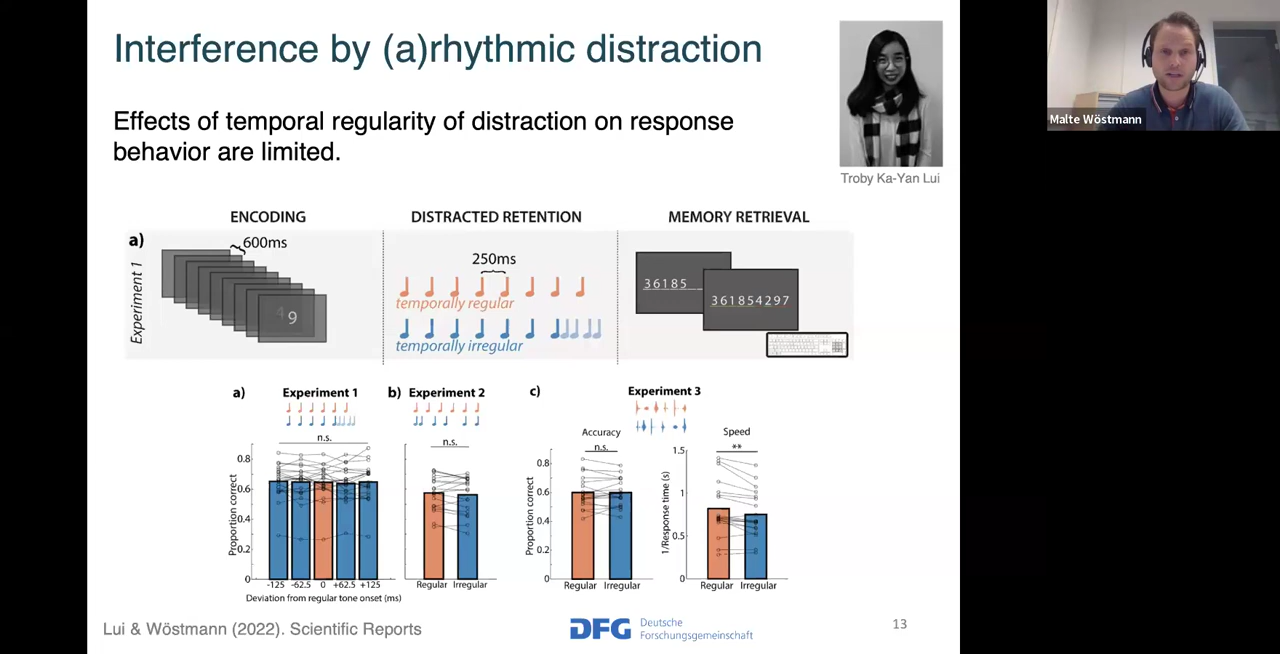 Interference by (a)rhythmic distraction
Effects of temporal regularity of distraction on response
behavior are limited.
Troby Ka-Yan Lui
Malte Wöstmann
ENCODING
DISTRACTED RETENTION
MEMORY RETRIEVAL
a)
Experiment 1
600ms
4 9
250ms
temporally regular
temporally irregular
36185_
361854297
a)
Experiment 1
n.s.
Proportion correct
0.8
0.6
0.4
0.2
0
-125 -62.5 0 +62.5 +125
Deviation from regular tone onset (ms)
b)
Experiment 2
n.s.
Regular Irregular
c)
Experiment 3
Accuracy
n.s.
Proportion correct
0.8
0.6
0.4
0.2
0
Regular Irregular
Speed
**
1/Response time (s)
1.5
1
0.5
0
Regular Irregular
Lui & Wöstmann (2022). Scientific Reports
DFG Deutsche
Forschungsgemeinschaft
13